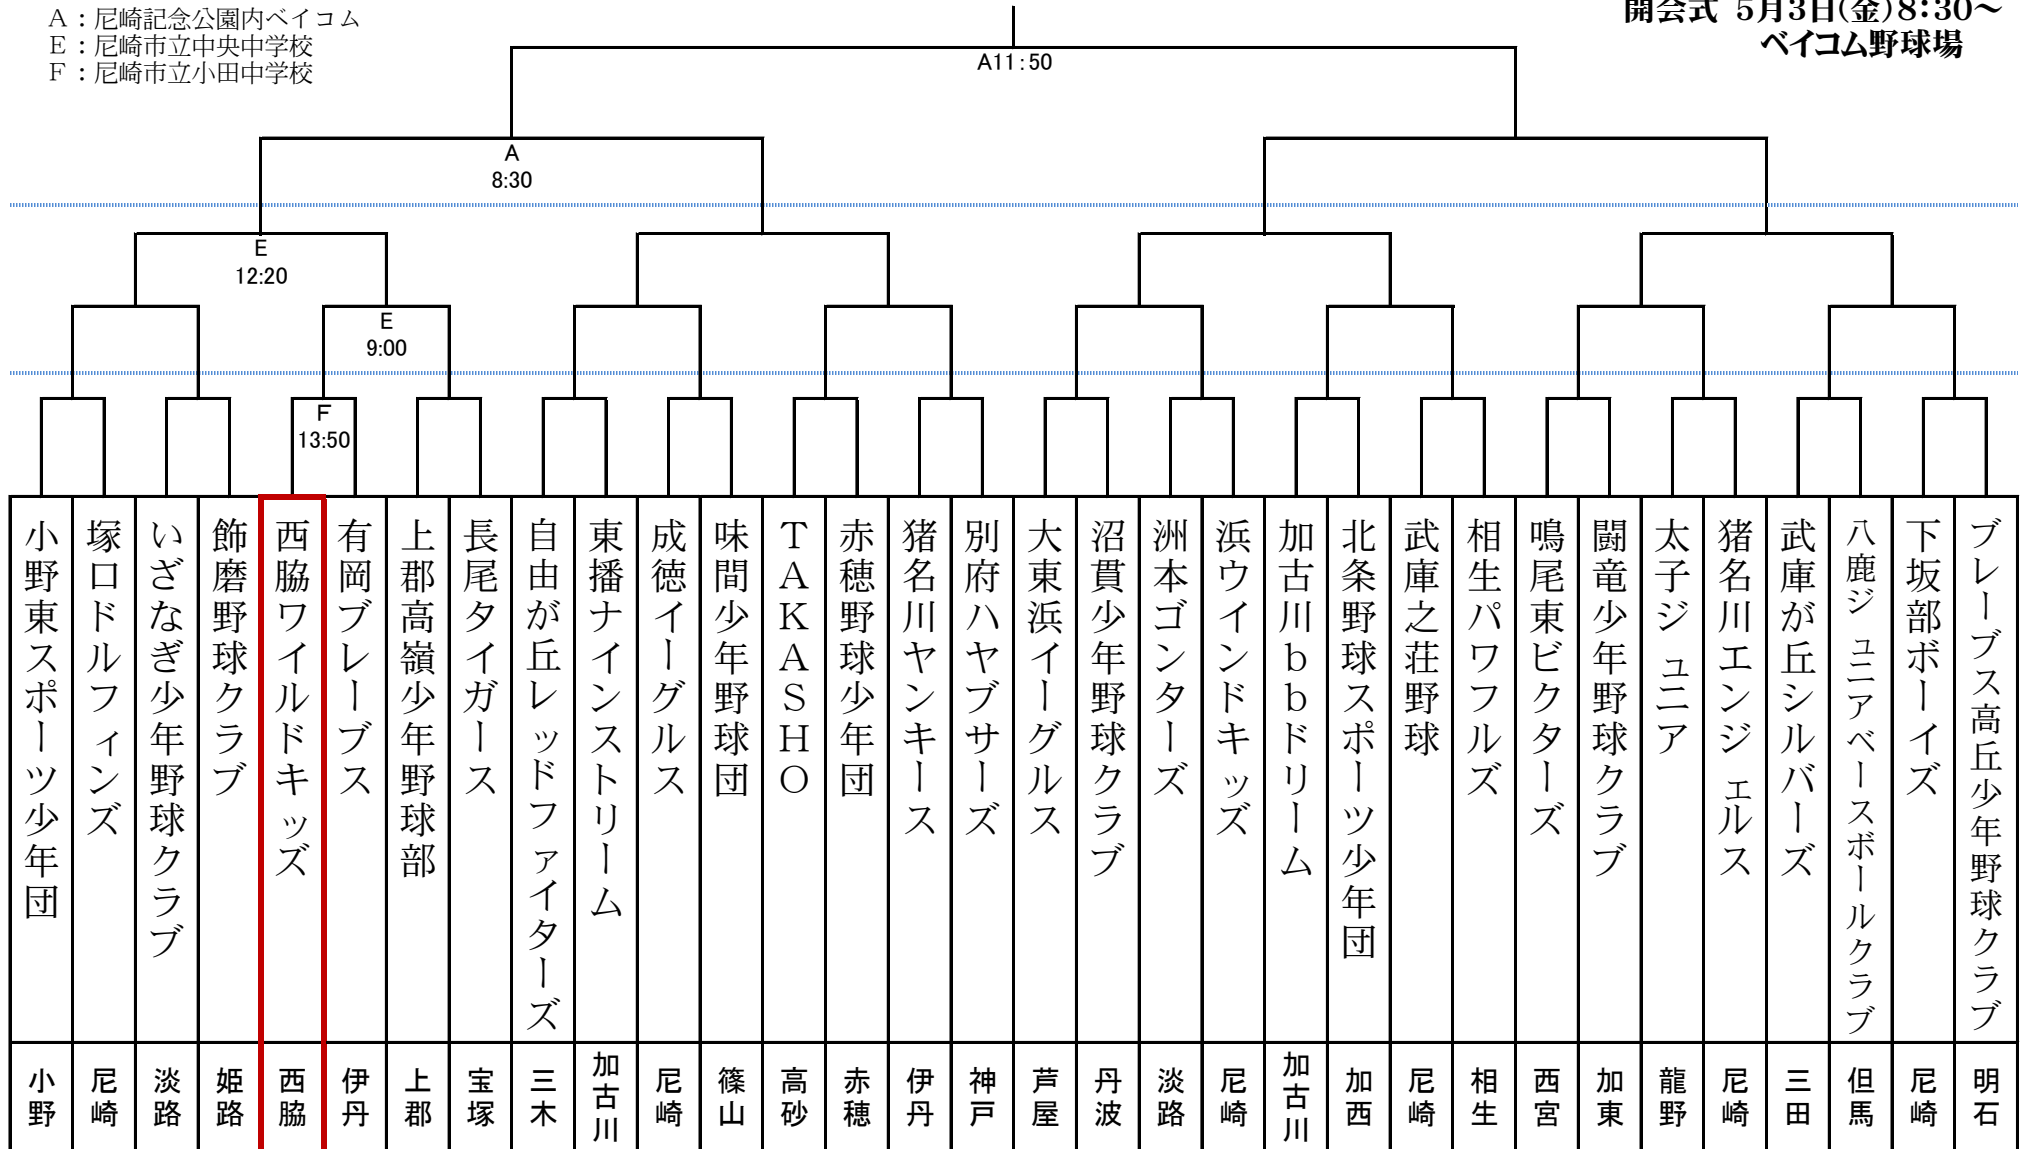 A：尼崎記念公園内ベイコム
E：尼崎市立中央中学校
F：尼崎市立小田中学校
開会式 5月3日(金)8:30～
ベイコム野球場
A11:50
A
8:30
E
12:20
E
9:00
F
13:50
小野東スポーツ少年団
塚口ドルフィンズ
いざなぎ少年野球クラブ
飾磨野球クラブ
西脇ワイルドキッズ
有岡ブレーブス
上郡高嶺少年野球部
長尾タイガース
自由が丘レッドファイターズ
東播ナインストリーム
成徳イーグルス
味間少年野球団
TAKASHO
赤穂野球少年団
猪名川ヤンキース
別府ハヤブサーズ
大東浜イーグルス
沼貫少年野球クラブ
洲本ゴンターズ
浜ウインドキッズ
加古川bbドリーム
北条野球スポーツ少年団
武庫之荘野球
相生パワフルズ
鳴尾東ビクターズ
闘竜少年野球クラブ
太子ジュニア
猪名川エンジェルス
武庫が丘シルバーズ
八鹿ジュニアベースボールクラブ
下坂部ボーイズ
ブレーブス高丘少年野球クラブ
小野
尼崎
淡路
姫路
西脇
伊丹
上郡
宝塚
三木
加古川
尼崎
篠山
高砂
赤穂
伊丹
神戸
芦屋
丹波
淡路
尼崎
加古川
加西
尼崎
相生
西宮
加東
龍野
尼崎
三田
但馬
尼崎
明石